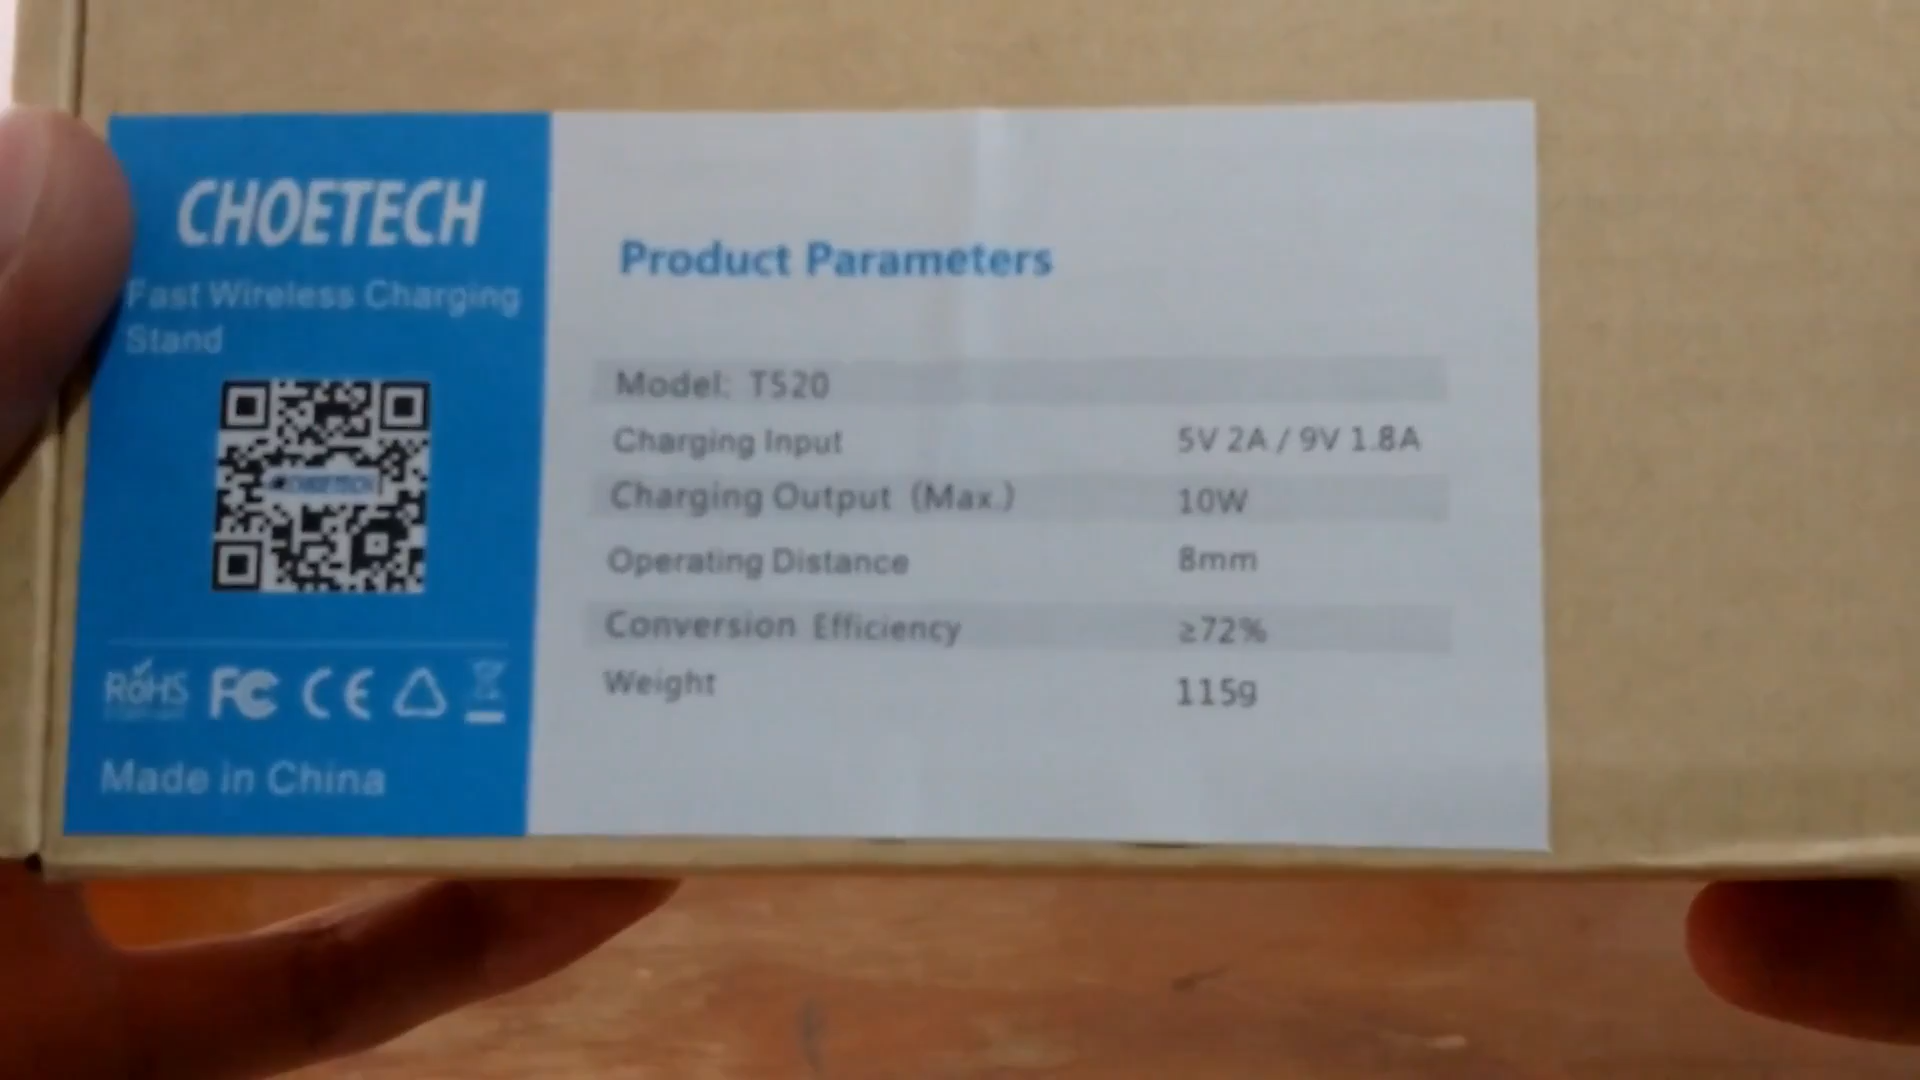 CHOETECH
Fast Wireless Charging
Stand
CHOETECH
RoHS FC CE
Made in China
Product Parameters
Model: T520
Charging Input 5V 2A / 9V 1.8A
Charging Output (Max.) 10W
Operating Distance 8mm
Conversion Efficiency ≥72%
Weight 115g